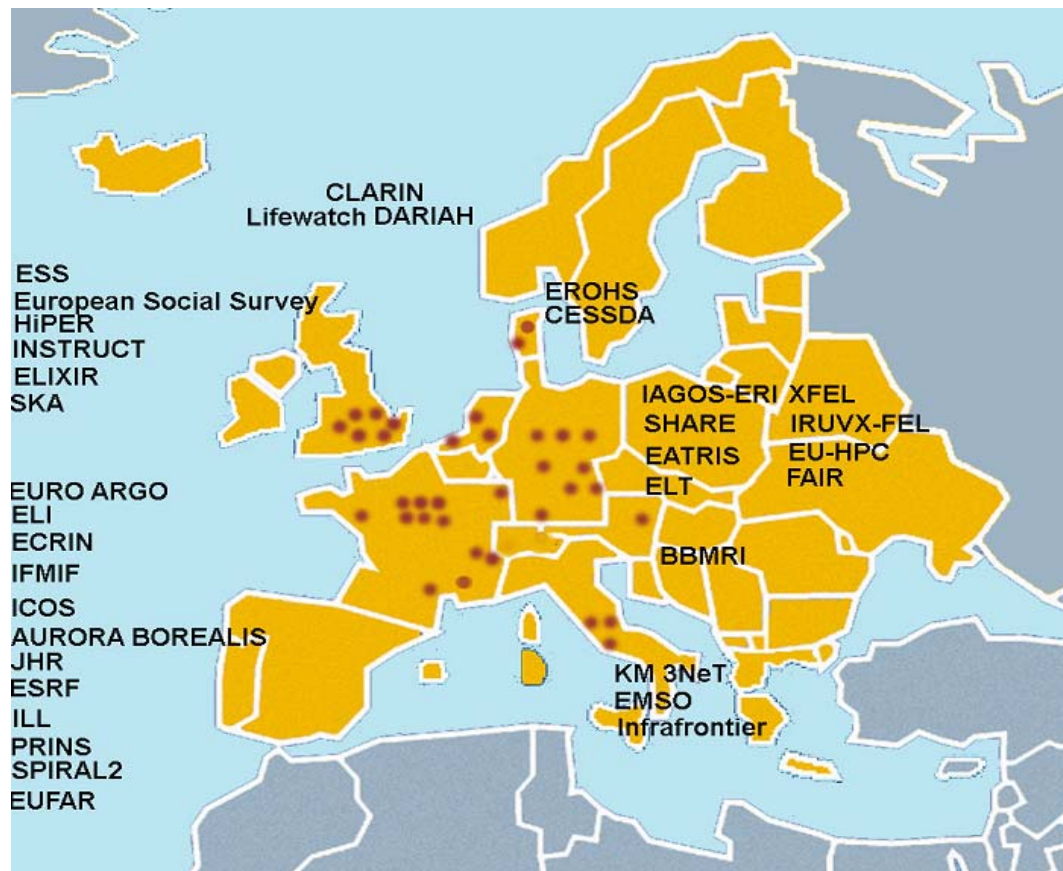 CLARIN
Lifewatch DARIAH
ESS
European Social Survey
HiPER
INSTRUCT
ELIXIR
SKA
EROHS
CESSDA
IAGOS-ERI XFEL
SHARE IRUVX-FEL
EATRIS EU-HPC
ELT FAIR
EURO ARGO
ELI
ECRIN
IFMIF
ICOS
AURORA BOREALIS
JHR
ESRF
ILL
PRINS
SPIRAL2
EUFAR
BBMRI
KM 3NeT
EMSO
Infrafrontier